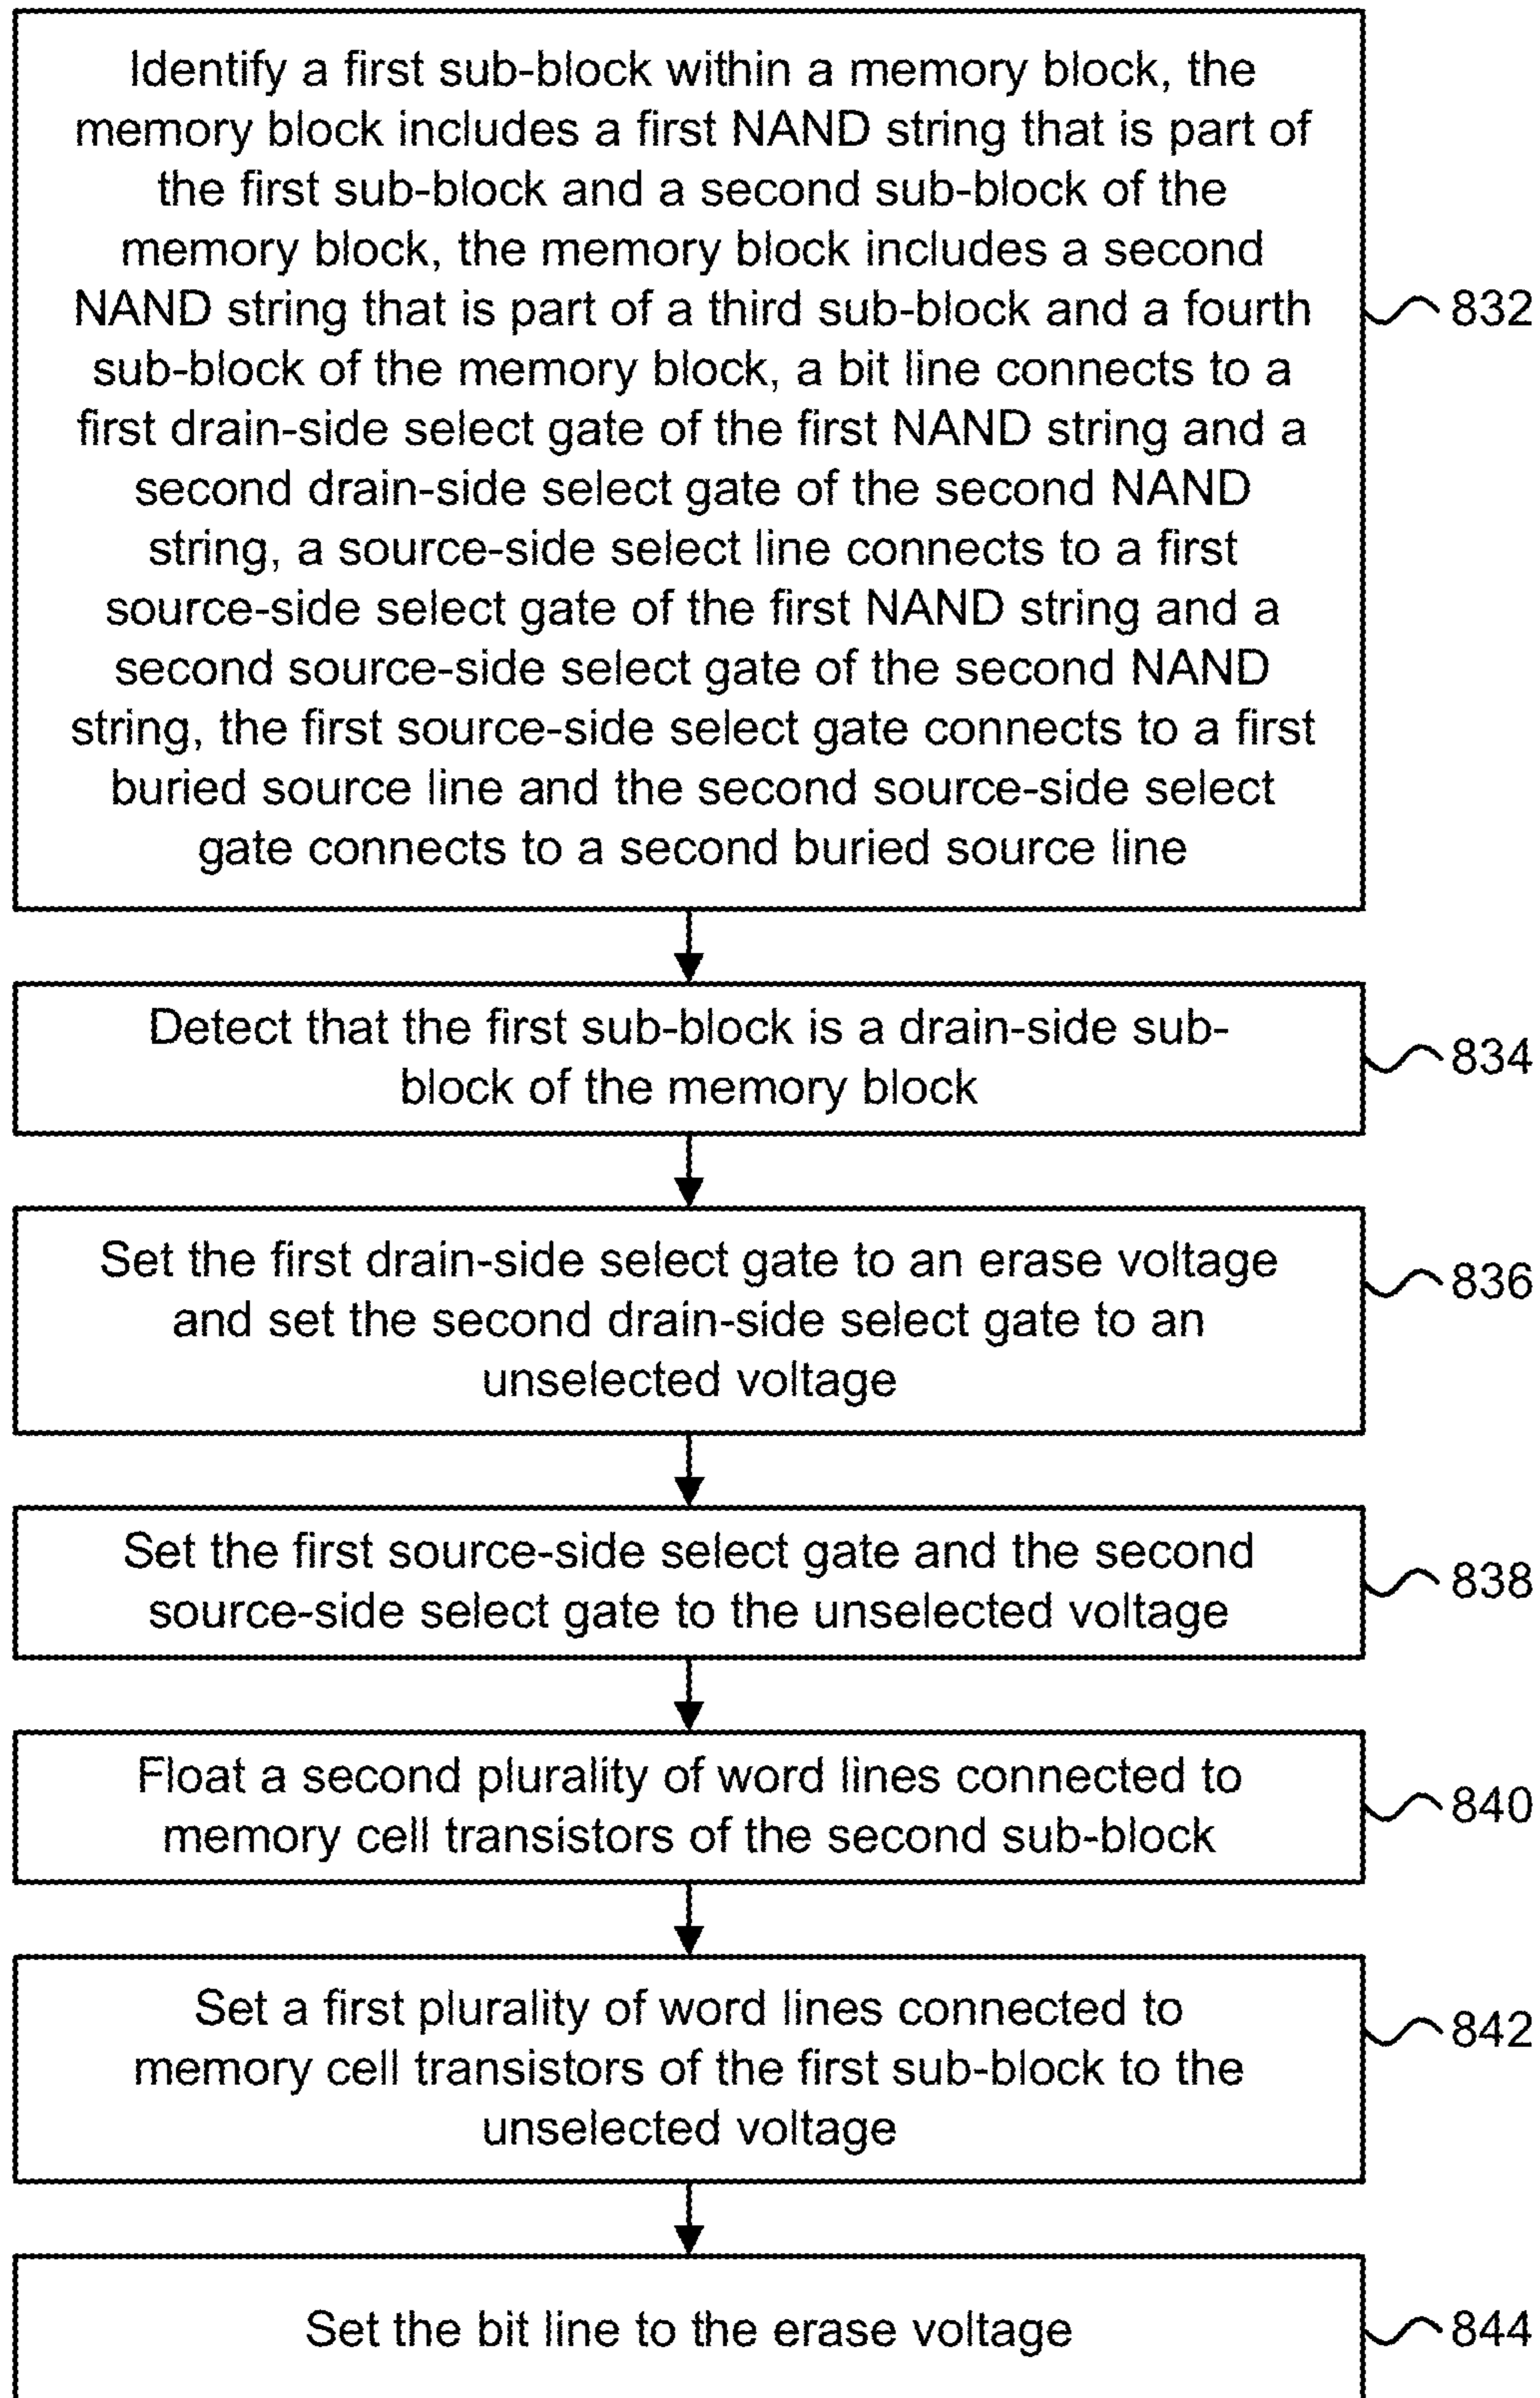 Identify a first sub-block within a memory block, the
memory block includes a first NAND string that is part of
the first sub-block and a second sub-block of the
memory block, the memory block includes a second
NAND string that is part of a third sub-block and a fourth
sub-block of the memory block, a bit line connects to a
first drain-side select gate of the first NAND string and a
second drain-side select gate of the second NAND
string, a source-side select line connects to a first
source-side select gate of the first NAND string and a
second source-side select gate of the second NAND
string, the first source-side select gate connects to a first
buried source line and the second source-side select
gate connects to a second buried source line
832
Detect that the first sub-block is a drain-side sub-
block of the memory block
834
Set the first drain-side select gate to an erase voltage
and set the second drain-side select gate to an
unselected voltage
836
Set the first source-side select gate and the second
source-side select gate to the unselected voltage
838
Float a second plurality of word lines connected to
memory cell transistors of the second sub-block
840
Set a first plurality of word lines connected to
memory cell transistors of the first sub-block to the
unselected voltage
842
Set the bit line to the erase voltage
844